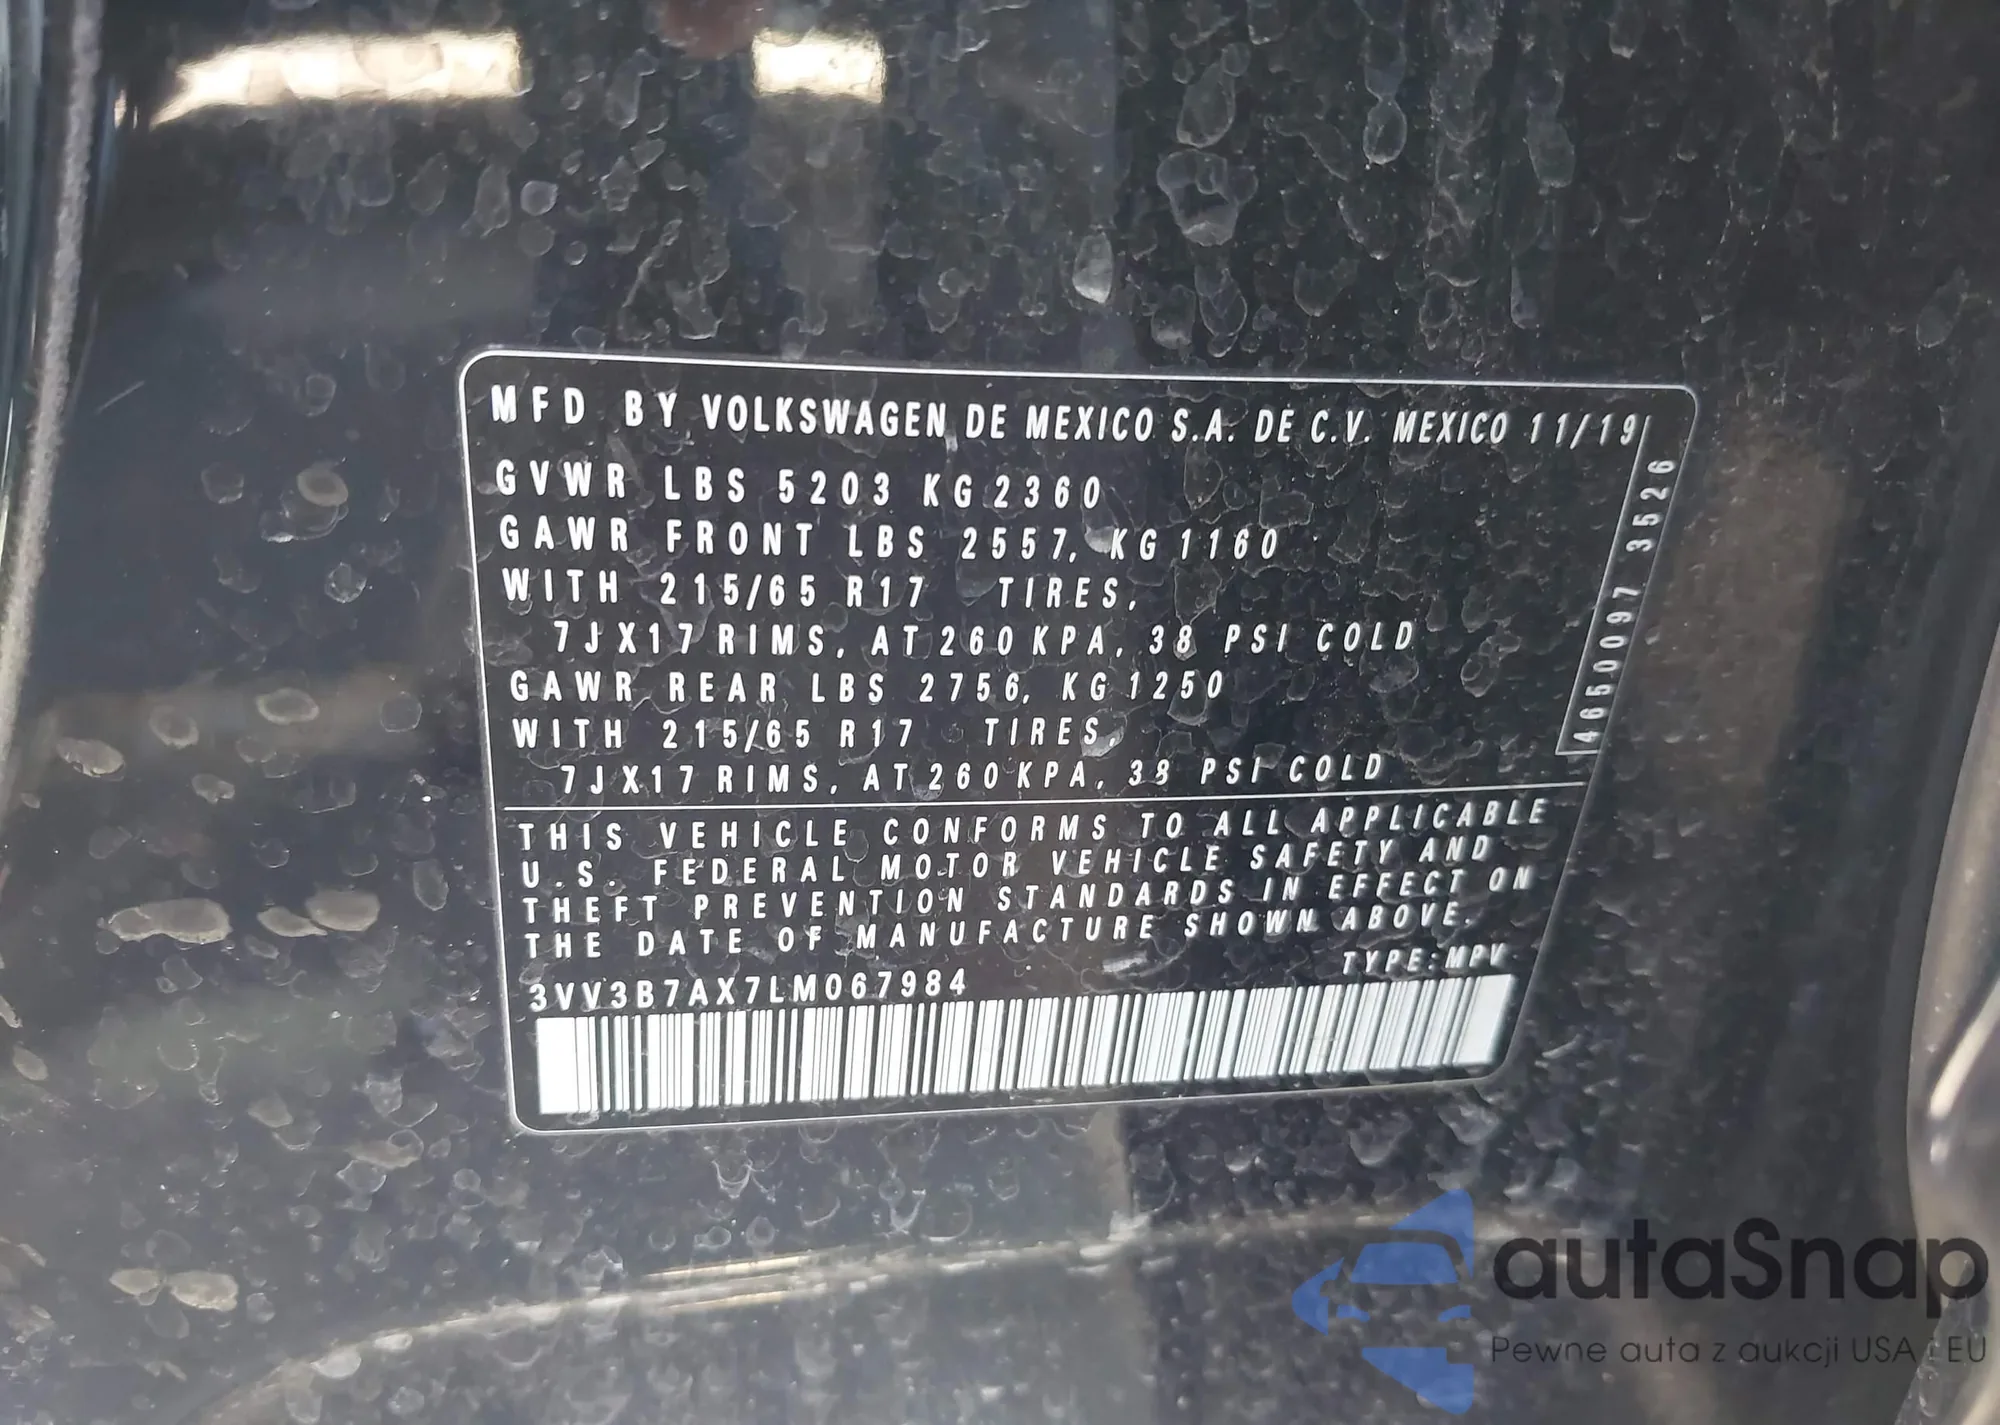 MFD BY VOLKSWAGEN DE MEXICO S.A. DE C.V. MEXICO 11/19
GVWR LBS 5203 KG 2360
GAWR FRONT LBS 2557, KG 1160
WITH 215/65 R17 TIRES,
7JX17 RIMS, AT 260 KPA, 38 PSI COLD
GAWR REAR LBS 2756, KG 1250
WITH 215/65 R17 TIRES,
7JX17 RIMS, AT 260 KPA, 38 PSI COLD
4650097 3526
THIS VEHICLE CONFORMS TO ALL APPLICABLE
U.S. FEDERAL MOTOR VEHICLE SAFETY AND
THEFT PREVENTION STANDARDS IN EFFECT ON
THE DATE OF MANUFACTURE SHOWN ABOVE.
TYPE: MPV
3VV3B7AX7LM067984
autaSnap
Pewne auta z aukcji USA i EU